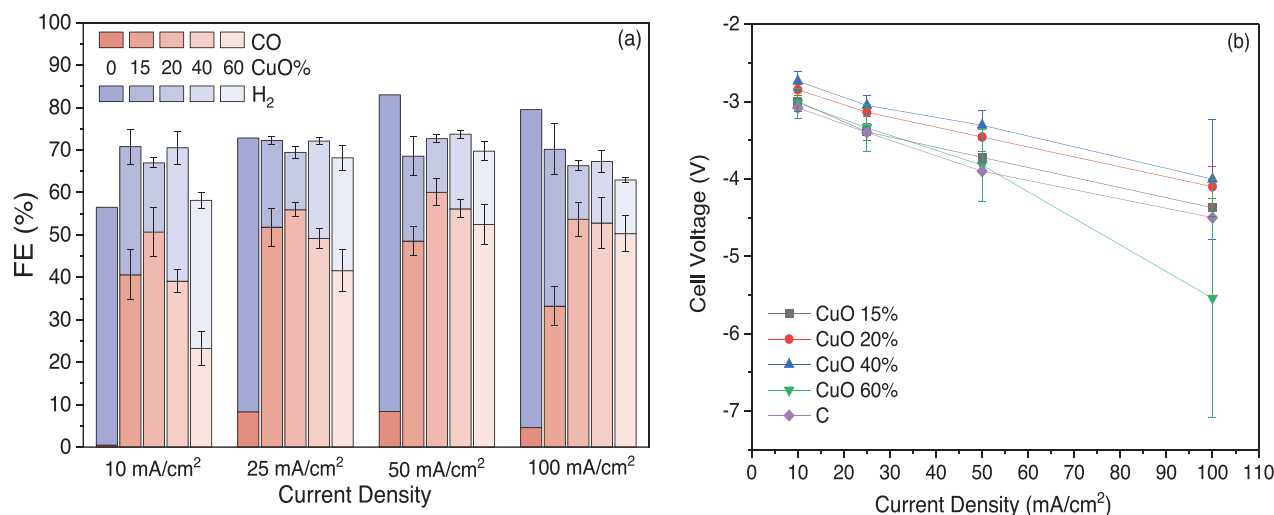 100
90
80
70
60
50
40
30
20
10
0
FE (%)
(a)
CO
0 15 20 40 60 CuO%
H₂
10 mA/cm² 25 mA/cm² 50 mA/cm² 100 mA/cm²
Current Density
-2
-3
-4
-5
-6
-7
Cell Voltage (V)
(b)
CuO 15%
CuO 20%
CuO 40%
CuO 60%
C
0 10 20 30 40 50 60 70 80 90 100 110
Current Density (mA/cm²)